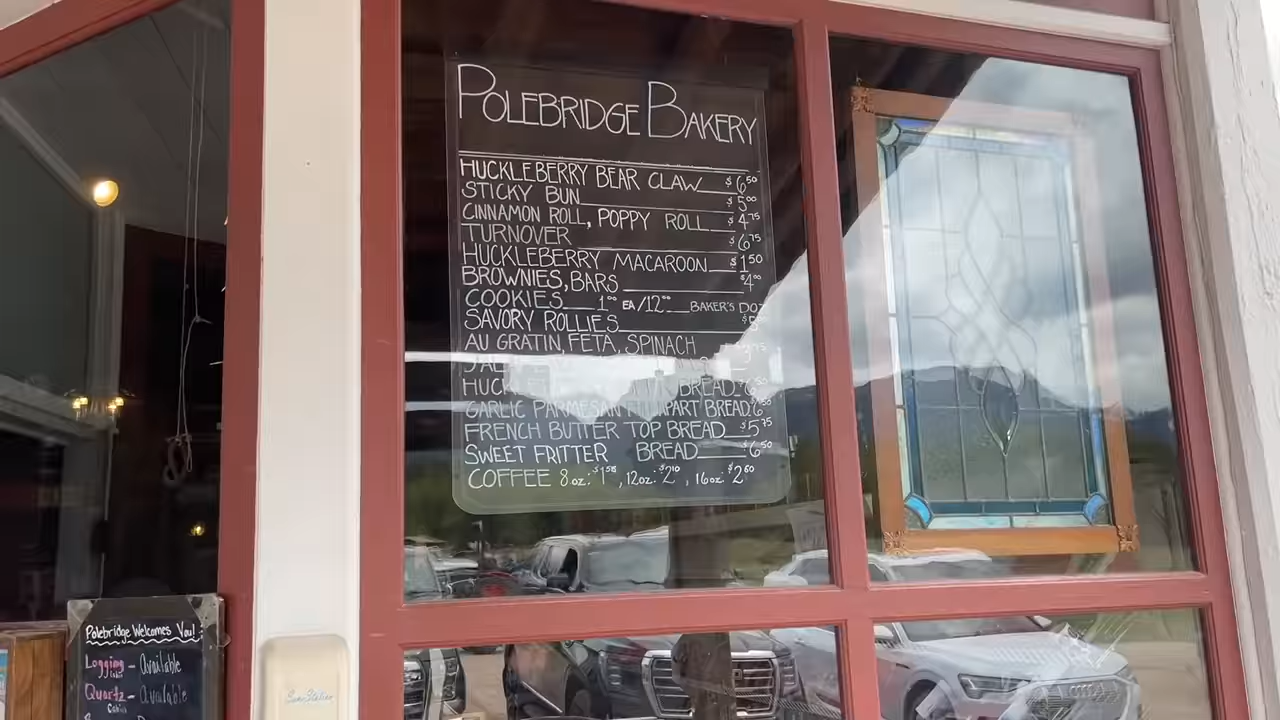 POLEBRIDGE BAKERY
HUCKLEBERRY BEAR CLAW $6.50
STICKY BUN $5.00
CINNAMON ROLL, POPPY ROLL $4.75
TURNOVER $6.75
HUCKLEBERRY MACAROON $1.50
BROWNIES, BARS $4.00
COOKIES 1.00 EA/12.00 BAKER'S DOZ
SAVORY ROLLIES
AU GRATIN, FETA, SPINACH
BREAD
GARLIC PARMESAN BREAD
FRENCH BUTTER TOP BREAD $5.75
SWEET FRITTER BREAD $6.50
COFFEE 8oz: , 12oz: $2.10, 16oz: $2.60
Polebridge Welcomes You!
Logging - Available
Quartz - Available